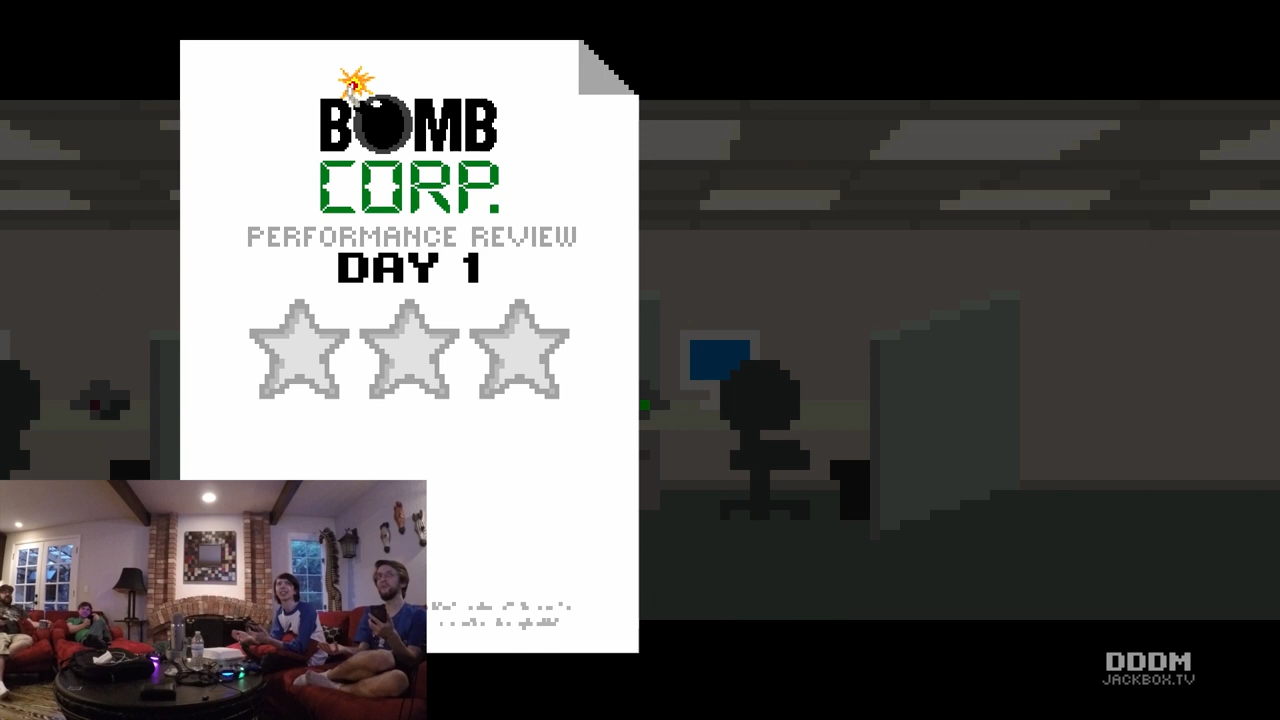 BOMB
CORP.
PERFORMANCE REVIEW
DAY 1
DDDM
JACKBOX.TV